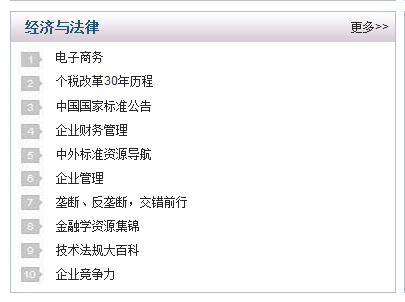 经济与法律 更多>>
1 电子商务
2 个税改革30年历程
3 中国国家标准公告
4 企业财务管理
5 中外标准资源导航
6 企业管理
7 垄断、反垄断，交错前行
8 金融学资源集锦
9 技术法规大百科
10 企业竞争力